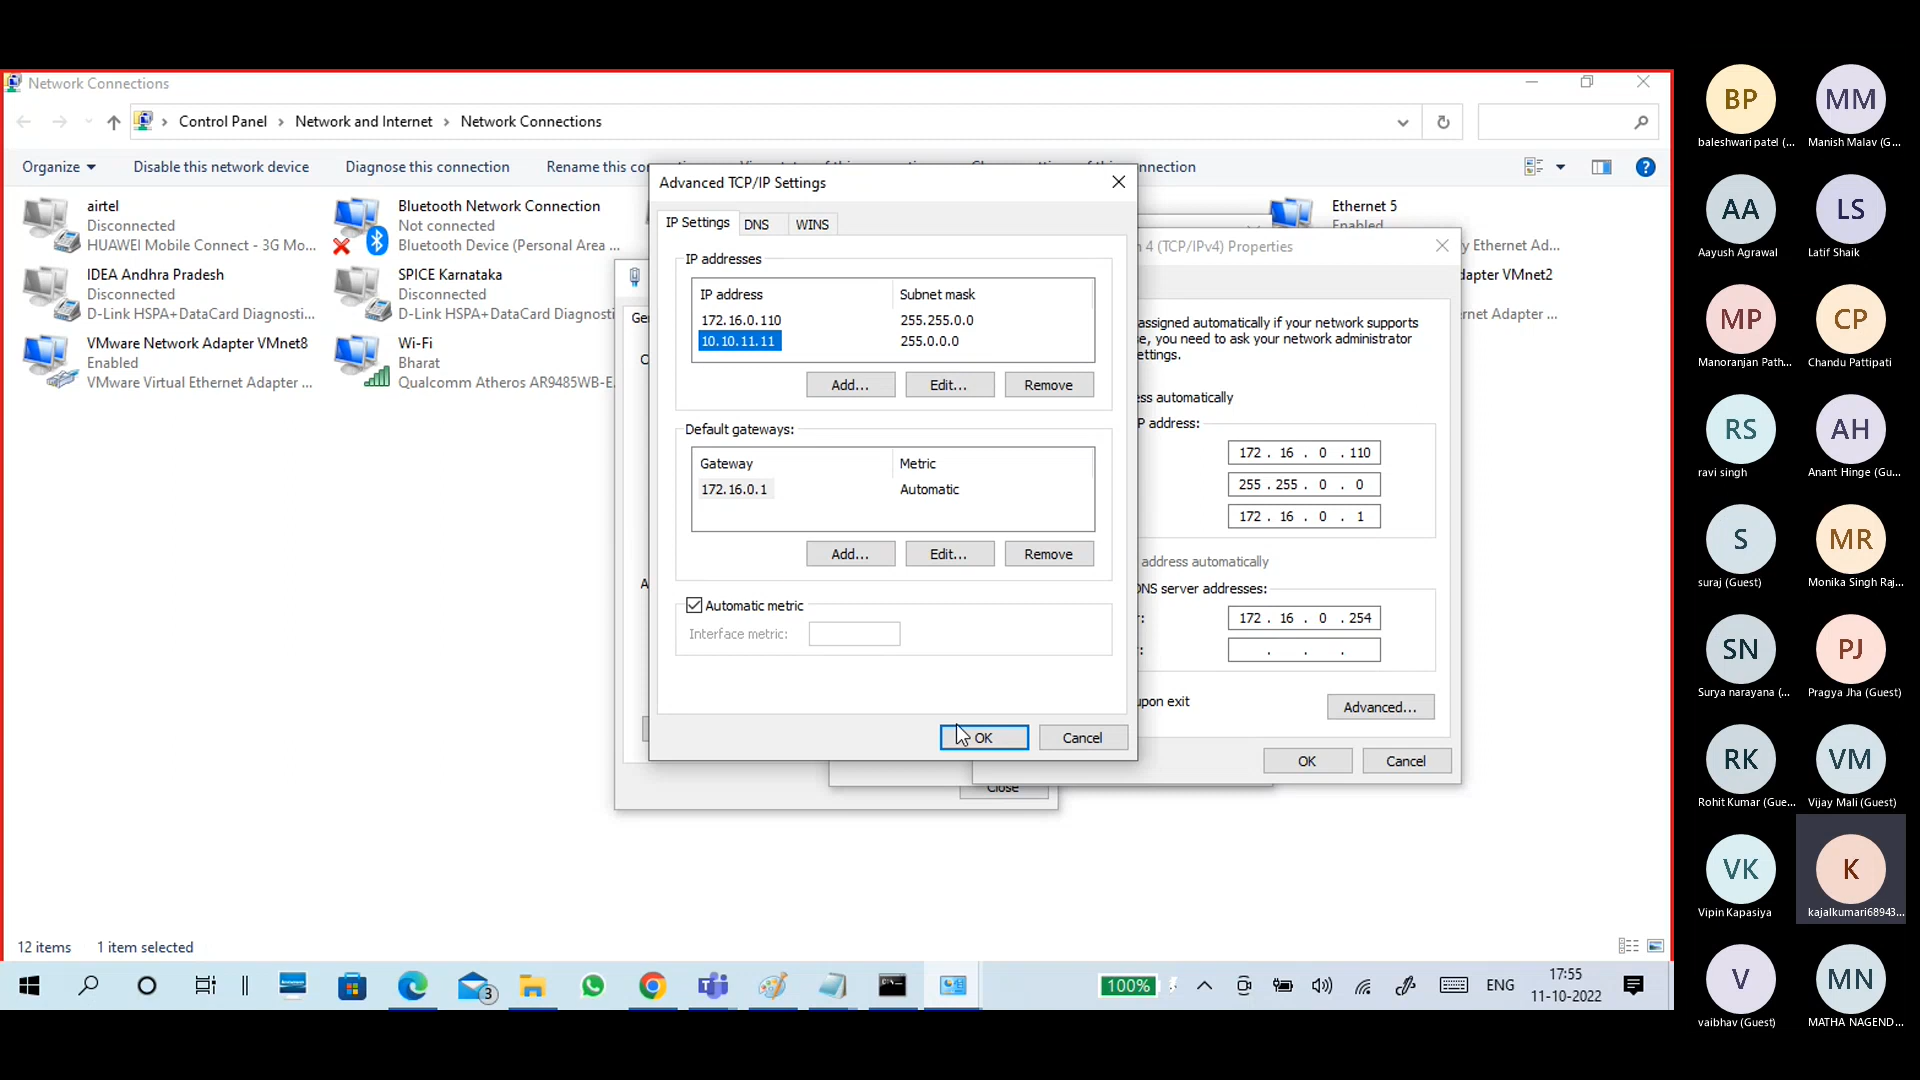 Network Connections
Control Panel > Network and Internet > Network Connections
Organize Disable this network device Diagnose this connection Rename this nnection
airtel
Disconnected
HUAWEI Mobile Connect - 3G Mo...
Bluetooth Network Connection
Not connected
Bluetooth Device (Personal Area ...
Ethernet 5
Enabled
y Ethernet Ad...
IDEA Andhra Pradesh
Disconnected
D-Link HSPA+DataCard Diagnosti...
SPICE Karnataka
Disconnected
D-Link HSPA+DataCard Diagnosti
dapter VMnet2
rnet Adapter ...
VMware Network Adapter VMnet8
Enabled
VMware Virtual Ethernet Adapter ...
Wi-Fi
Bharat
Qualcomm Atheros AR9485WB-E
Advanced TCP/IP Settings
IP Settings DNS WINS
IP addresses
IP address Subnet mask
172.16.0.110 255.255.0.0
10.10.11.11 255.0.0.0
Add... Edit... Remove
Default gateways:
Gateway Metric
172.16.0.1 Automatic
Add... Edit... Remove
Automatic metric
Interface metric:
OK Cancel
Close
n 4 (TCP/IPv4) Properties
assigned automatically if your network supports
e, you need to ask your network administrator
ettings.
ss automatically
P address:
172 . 16 . 0 . 110
255 . 255 . 0 . 0
172 . 16 . 0 . 1
address automatically
NS server addresses:
172 . 16 . 0 . 254
upon exit
Advanced...
OK Cancel
12 items 1 item selected
3
100%
ENG
17:55
11-10-2022
BP
baleshwari patel (...
MM
Manish Malav (G...
AA
Aayush Agrawal
LS
Latif Shaik
MP
Manoranjan Path...
CP
Chandu Pattipati
RS
ravi singh
AH
Anant Hinge (Gu...
S
suraj (Guest)
MR
Monika Singh Raj...
SN
Surya narayana (...
PJ
Pragya Jha (Guest)
RK
Rohit Kumar (Gue...
VM
Vijay Mali (Guest)
VK
Vipin Kapasiya
K
kajalkumari68943...
V
vaibhav (Guest)
MN
MATHA NAGEND...